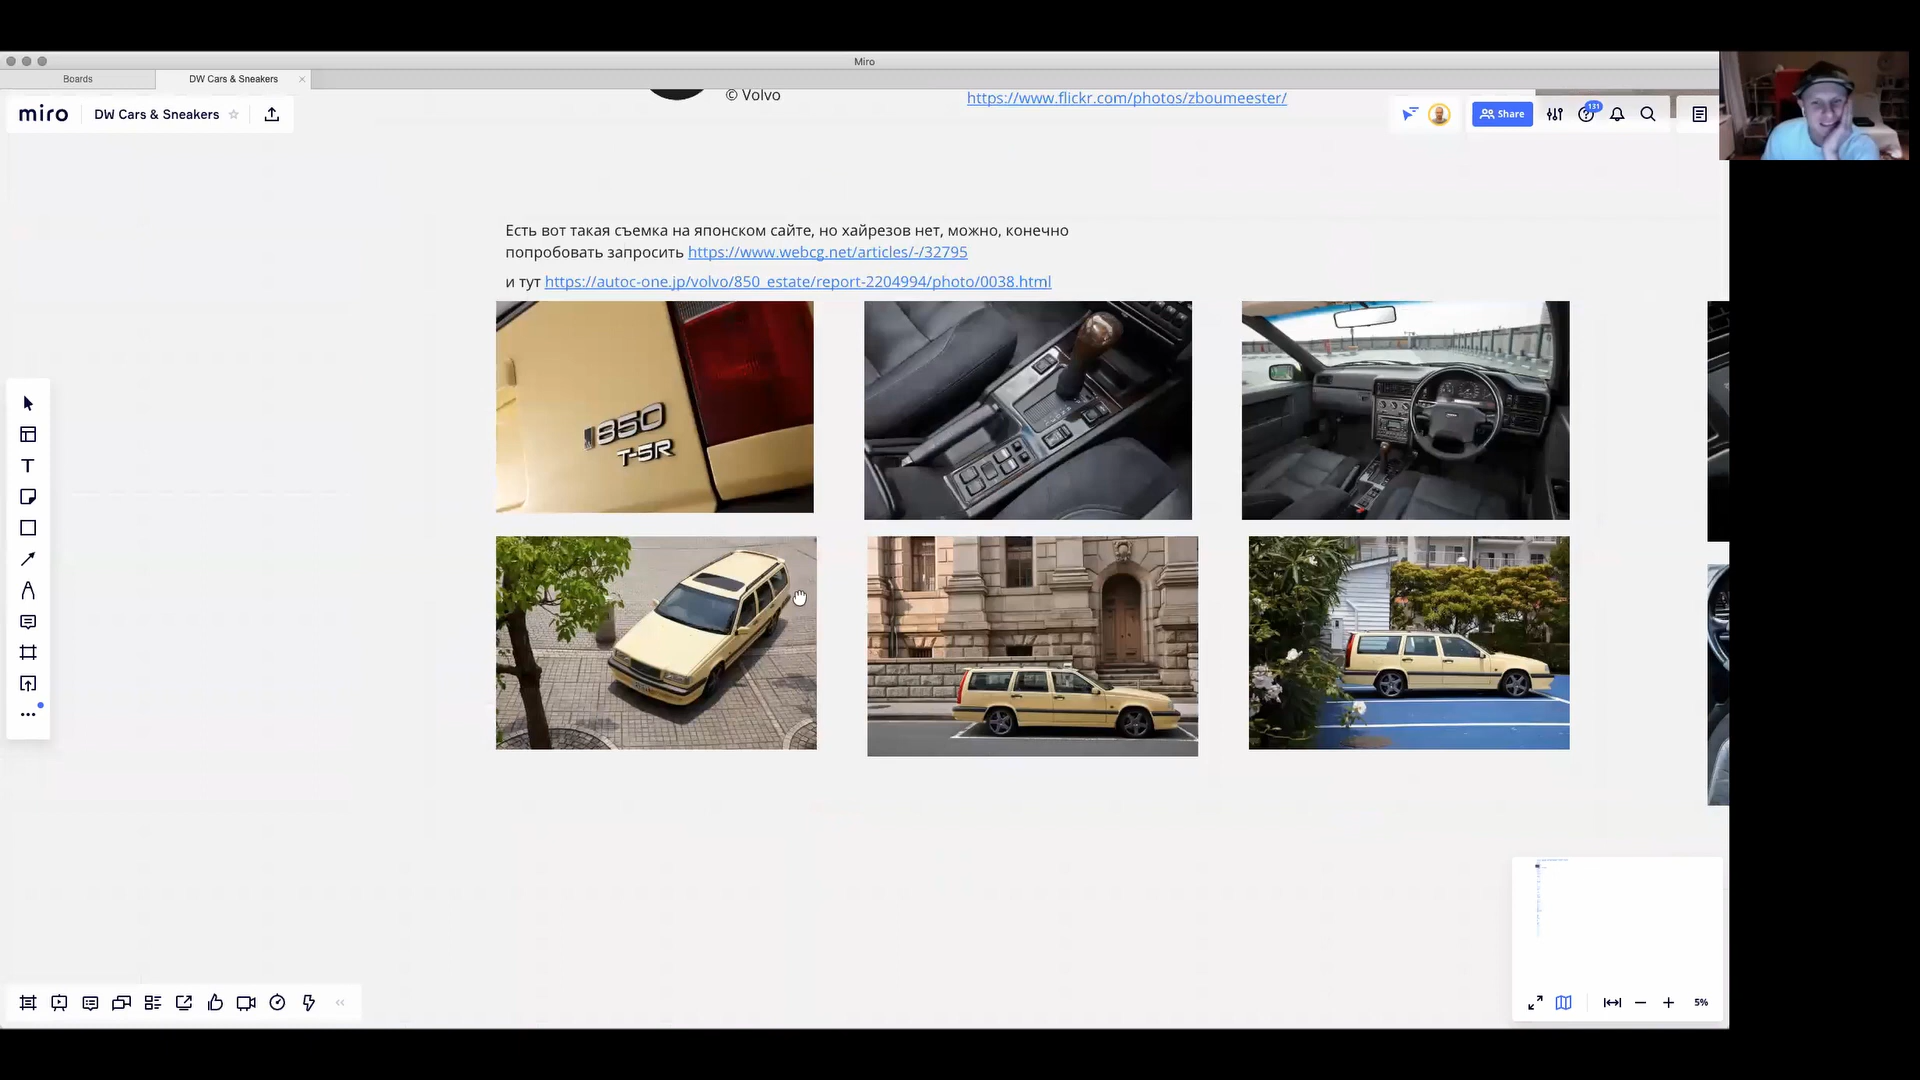 Miro
Boards
DW Cars & Sneakers
miro
DW Cars & Sneakers
© Volvo
https://www.flickr.com/photos/zboumeester/
Share
131
Есть вот такая съемка на японском сайте, но хайрезов нет, можно, конечно
попробовать запросить https://www.webcg.net/articles/-/32795
и тут https://autoc-one.jp/volvo/850_estate/report-2204994/photo/0038.html
850
T-5R
5%